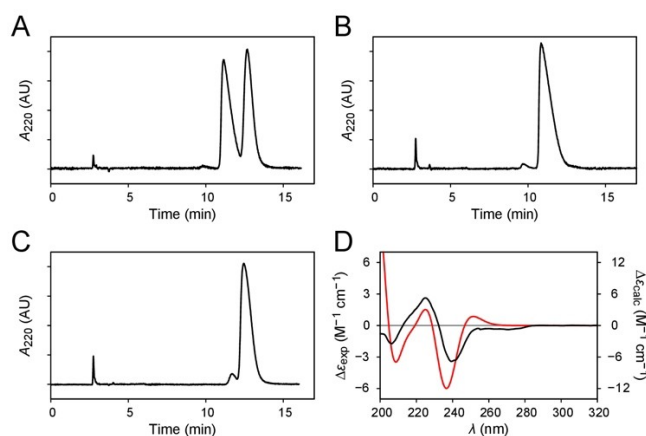 A
A220 (AU)
0 5 10 15
Time (min)
B
A220 (AU)
0 5 10 15
Time (min)
C
A220 (AU)
0 5 10 15
Time (min)
D
6
3
0
−3
−6
Δεexp (M−1 cm−1)
12
6
0
−6
−12
Δεcalc (M−1 cm−1)
200 220 240 260 280 300 320
λ (nm)